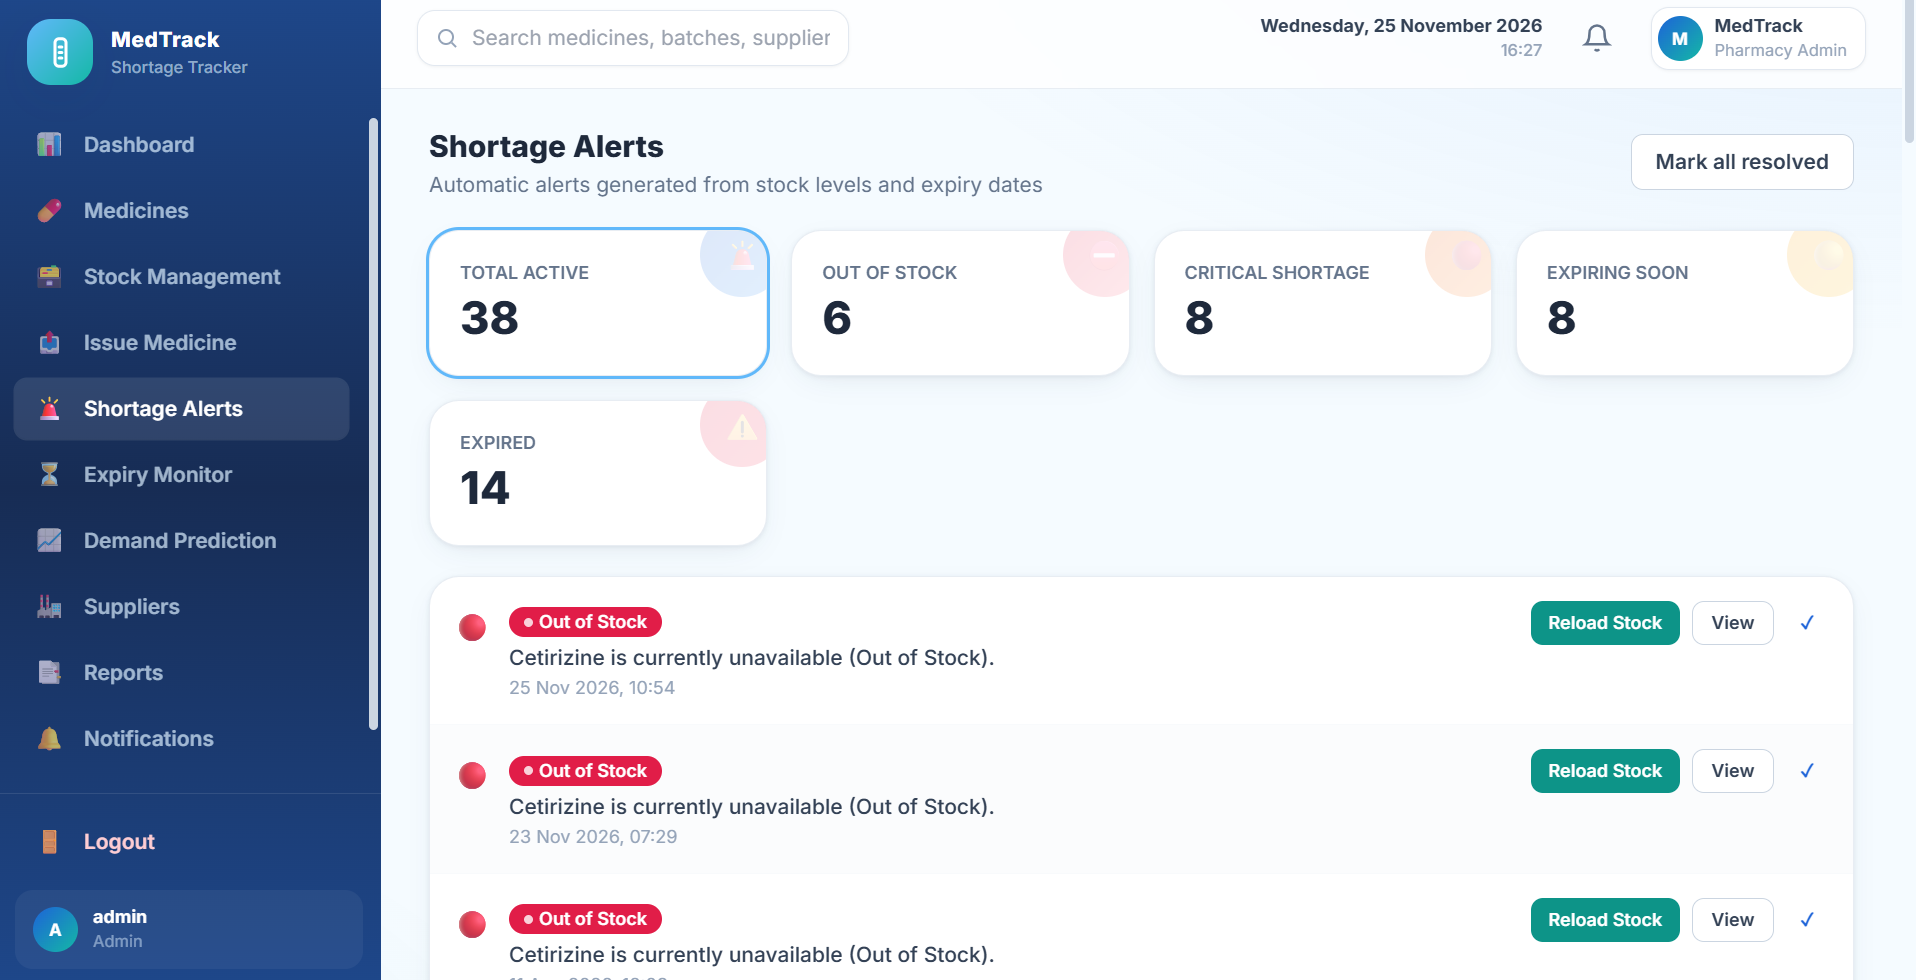 MedTrack
Shortage Tracker
Dashboard
Medicines
Stock Management
Issue Medicine
Shortage Alerts
Expiry Monitor
Demand Prediction
Suppliers
Reports
Notifications
Logout
A
admin
Admin
Search medicines, batches, supplier
Wednesday, 25 November 2026
16:27
M
MedTrack
Pharmacy Admin
Shortage Alerts
Automatic alerts generated from stock levels and expiry dates
Mark all resolved
TOTAL ACTIVE
38
OUT OF STOCK
6
CRITICAL SHORTAGE
8
EXPIRING SOON
8
EXPIRED
14
Out of Stock
Cetirizine is currently unavailable (Out of Stock).
25 Nov 2026, 10:54
Reload Stock
View
Out of Stock
Cetirizine is currently unavailable (Out of Stock).
23 Nov 2026, 07:29
Reload Stock
View
Out of Stock
Cetirizine is currently unavailable (Out of Stock).
Reload Stock
View